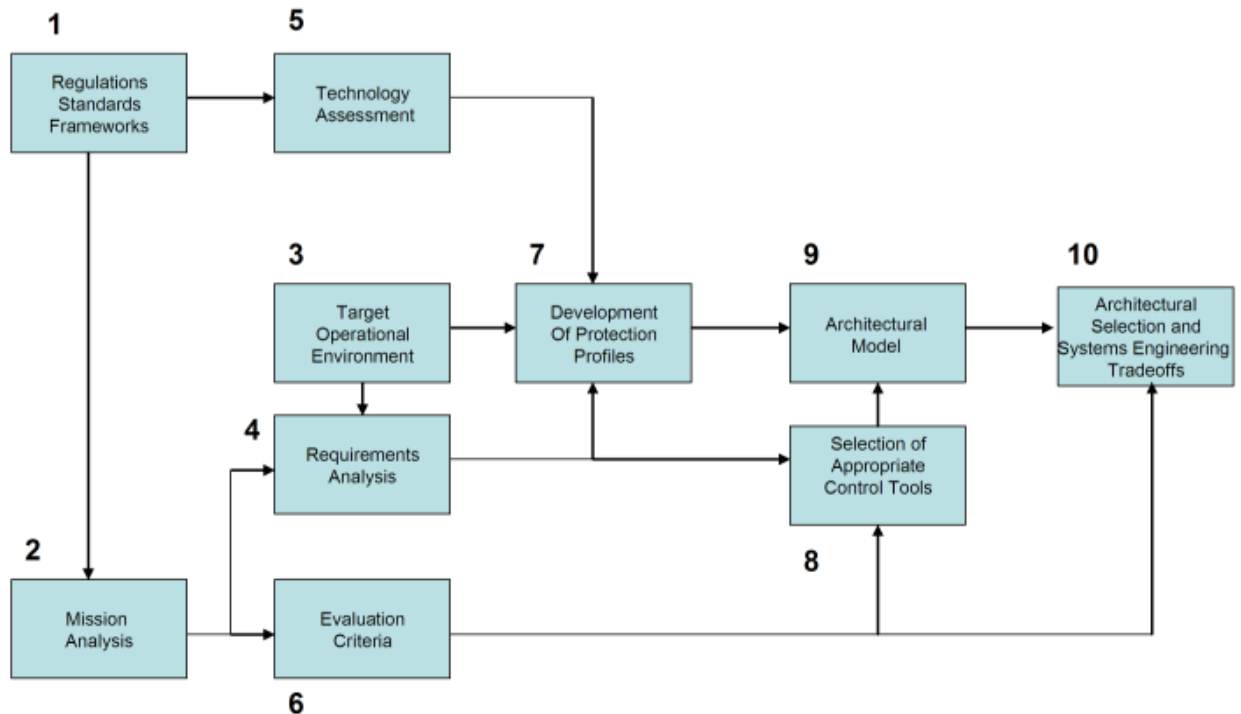 1
Regulations
Standards
Frameworks
5
Technology
Assessment
3
Target
Operational
Environment
7
Development
Of Protection
Profiles
9
Architectural
Model
10
Architectural
Selection and
Systems Engineering
Tradeoffs
4
Requirements
Analysis
Selection of
Appropriate
Control Tools
8
2
Mission
Analysis
Evaluation
Criteria
6